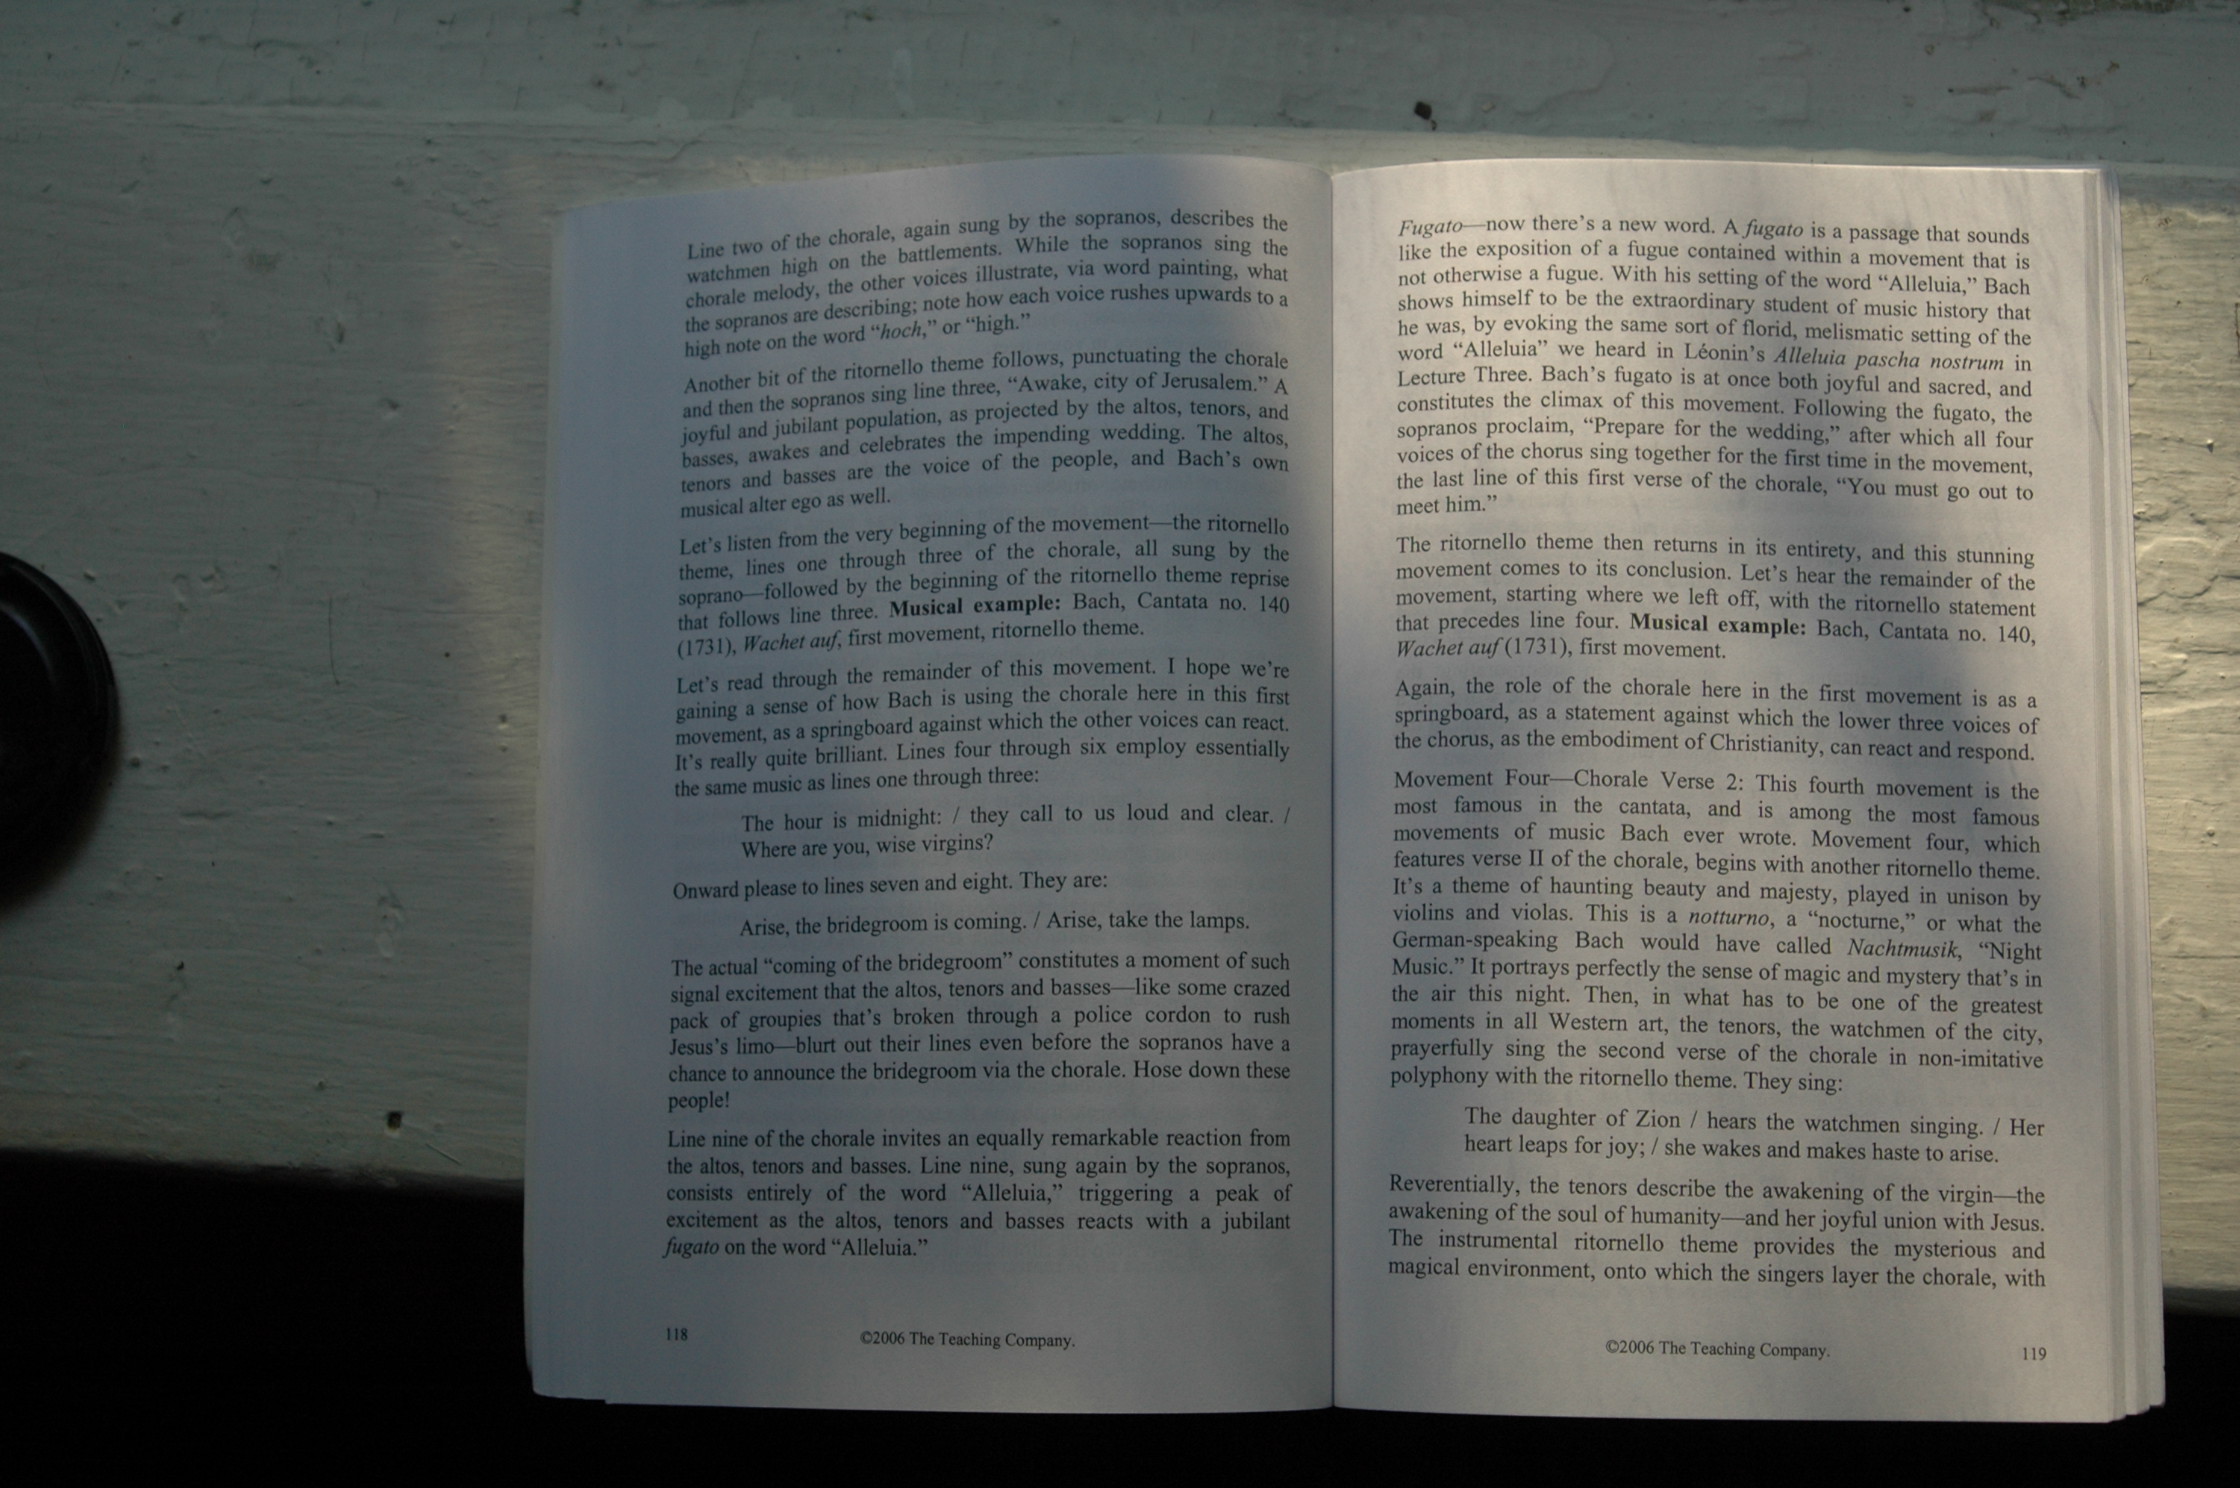 Line two of the chorale, again sung by the sopranos, describes the
watchmen high on the battlements. While the sopranos sing the
chorale melody, the other voices illustrate, via word painting, what
the sopranos are describing; note how each voice rushes upwards to a
high note on the word “hoch,” or “high.”
Another bit of the ritornello theme follows, punctuating the chorale
and then the sopranos sing line three, “Awake, city of Jerusalem.” A
joyful and jubilant population, as projected by the altos, tenors, and
basses, awakes and celebrates the impending wedding. The altos,
tenors and basses are the voice of the people, and Bach’s own
musical alter ego as well.
Let’s listen from the very beginning of the movement—the ritornello
theme, lines one through three of the chorale, all sung by the
soprano—followed by the beginning of the ritornello theme reprise
that follows line three. Musical example: Bach, Cantata no. 140
(1731), Wachet auf, first movement, ritornello theme.
Let’s read through the remainder of this movement. I hope we’re
gaining a sense of how Bach is using the chorale here in this first
movement, as a springboard against which the other voices can react.
It’s really quite brilliant. Lines four through six employ essentially
the same music as lines one through three:
The hour is midnight: / they call to us loud and clear. /
Where are you, wise virgins?
Onward please to lines seven and eight. They are:
Arise, the bridegroom is coming. / Arise, take the lamps.
The actual “coming of the bridegroom” constitutes a moment of such
signal excitement that the altos, tenors and basses—like some crazed
pack of groupies that’s broken through a police cordon to rush
Jesus’s limo—blurt out their lines even before the sopranos have a
chance to announce the bridegroom via the chorale. Hose down these
people!
Line nine of the chorale invites an equally remarkable reaction from
the altos, tenors and basses. Line nine, sung again by the sopranos,
consists entirely of the word “Alleluia,” triggering a peak of
excitement as the altos, tenors and basses reacts with a jubilant
fugato on the word “Alleluia.”
118
©2006 The Teaching Company.
Fugato—now there’s a new word. A fugato is a passage that sounds
like the exposition of a fugue contained within a movement that is
not otherwise a fugue. With his setting of the word “Alleluia,” Bach
shows himself to be the extraordinary student of music history that
he was, by evoking the same sort of florid, melismatic setting of the
word “Alleluia” we heard in Léonin’s Alleluia pascha nostrum in
Lecture Three. Bach’s fugato is at once both joyful and sacred, and
constitutes the climax of this movement. Following the fugato, the
sopranos proclaim, “Prepare for the wedding,” after which all four
voices of the chorus sing together for the first time in the movement,
the last line of this first verse of the chorale, “You must go out to
meet him.”
The ritornello theme then returns in its entirety, and this stunning
movement comes to its conclusion. Let’s hear the remainder of the
movement, starting where we left off, with the ritornello statement
that precedes line four. Musical example: Bach, Cantata no. 140,
Wachet auf (1731), first movement.
Again, the role of the chorale here in the first movement is as a
springboard, as a statement against which the lower three voices of
the chorus, as the embodiment of Christianity, can react and respond.
Movement Four—Chorale Verse 2: This fourth movement is the
most famous in the cantata, and is among the most famous
movements of music Bach ever wrote. Movement four, which
features verse II of the chorale, begins with another ritornello theme.
It’s a theme of haunting beauty and majesty, played in unison by
violins and violas. This is a notturno, a “nocturne,” or what the
German-speaking Bach would have called Nachtmusik, “Night
Music.” It portrays perfectly the sense of magic and mystery that’s in
the air this night. Then, in what has to be one of the greatest
moments in all Western art, the tenors, the watchmen of the city,
prayerfully sing the second verse of the chorale in non-imitative
polyphony with the ritornello theme. They sing:
The daughter of Zion / hears the watchmen singing. / Her
heart leaps for joy; / she wakes and makes haste to arise.
Reverentially, the tenors describe the awakening of the virgin—the
awakening of the soul of humanity—and her joyful union with Jesus.
The instrumental ritornello theme provides the mysterious and
magical environment, onto which the singers layer the chorale, with
©2006 The Teaching Company.
119